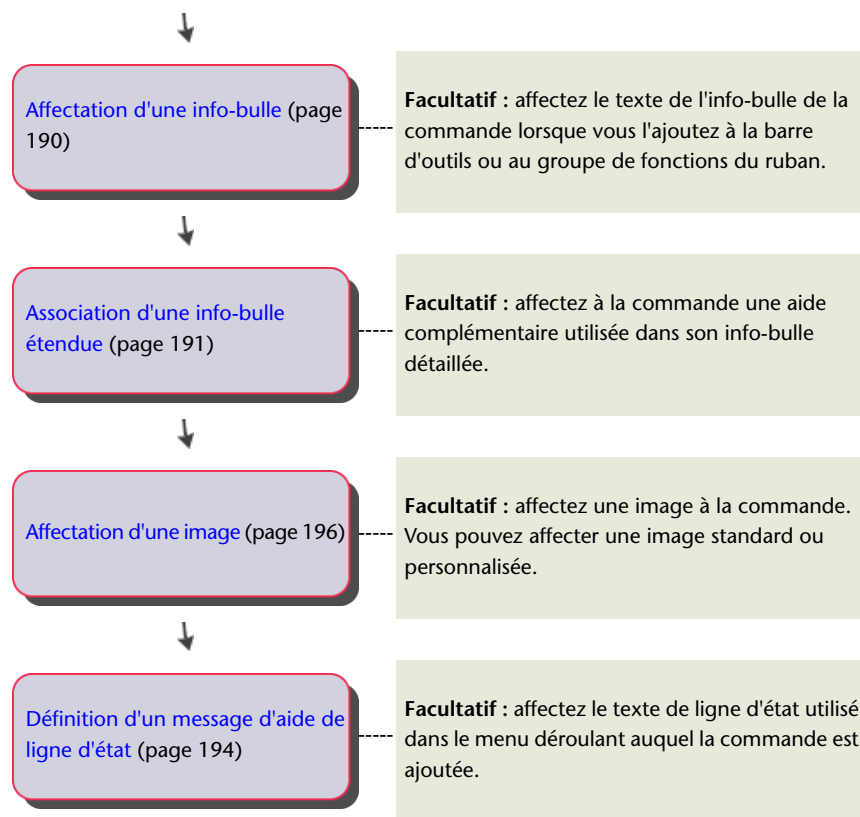 Affectation d'une info-bulle (page
190)
Facultatif : affectez le texte de l'info-bulle de la
commande lorsque vous l'ajoutez à la barre
d'outils ou au groupe de fonctions du ruban.
Association d'une info-bulle
étendue (page 191)
Facultatif : affectez à la commande une aide
complémentaire utilisée dans son info-bulle
détaillée.
Affectation d'une image (page 196)
Facultatif : affectez une image à la commande.
Vous pouvez affecter une image standard ou
personnalisée.
Définition d'un message d'aide de
ligne d'état (page 194)
Facultatif : affectez le texte de ligne d'état utilisé
dans le menu déroulant auquel la commande est
ajoutée.